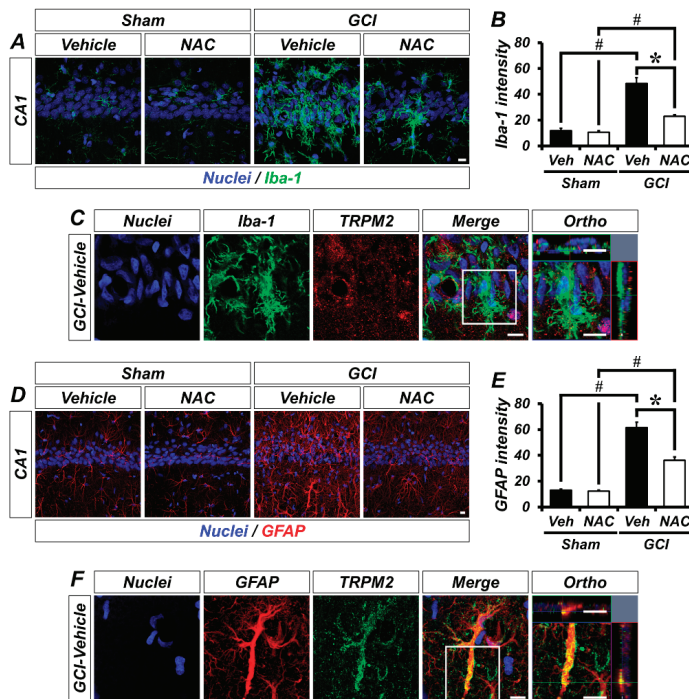 A
Sham GCI
Vehicle NAC Vehicle NAC
CA1
Nuclei / Iba-1
B
Iba-1 intensity
80
60
40
20
0
# # *
Veh NAC Veh NAC
Sham GCI
C
Nuclei Iba-1 TRPM2 Merge Ortho
GCI-Vehicle
D
Sham GCI
Vehicle NAC Vehicle NAC
CA1
Nuclei / GFAP
E
GFAP intensity
80
60
40
20
0
# # *
Veh NAC Veh NAC
Sham GCI
F
Nuclei GFAP TRPM2 Merge Ortho
GCI-Vehicle